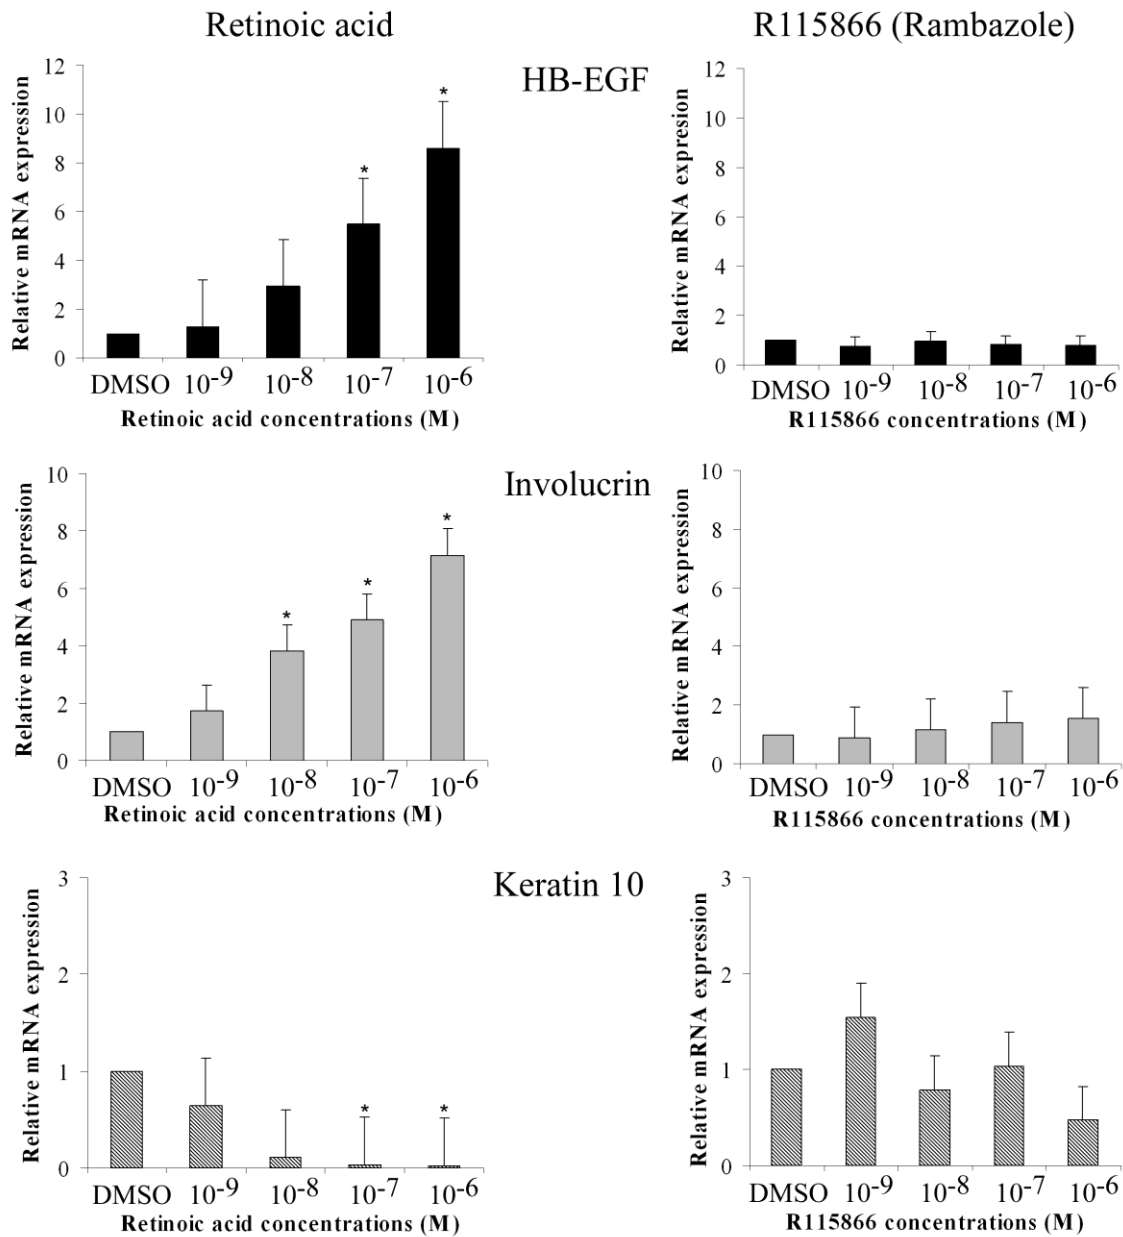 Retinoic acid
R115866 (Rambazole)
HB-EGF
Relative mRNA expression
12
10
8
6
4
2
0
* *
DMSO 10-9 10-8 10-7 10-6
Retinoic acid concentrations (M)
Relative mRNA expression
12
10
8
6
4
2
0
DMSO 10-9 10-8 10-7 10-6
R115866 concentrations (M)
Involucrin
Relative mRNA expression
10
8
6
4
2
0
* * *
DMSO 10-9 10-8 10-7 10-6
Retinoic acid concentrations (M)
Relative mRNA expression
10
8
6
4
2
0
DMSO 10-9 10-8 10-7 10-6
R115866 concentrations (M)
Keratin 10
Relative mRNA expression
3
2
1
0
* *
DMSO 10-9 10-8 10-7 10-6
Retinoic acid concentrations (M)
Relative mRNA expression
3
2
1
0
DMSO 10-9 10-8 10-7 10-6
R115866 concentrations (M)